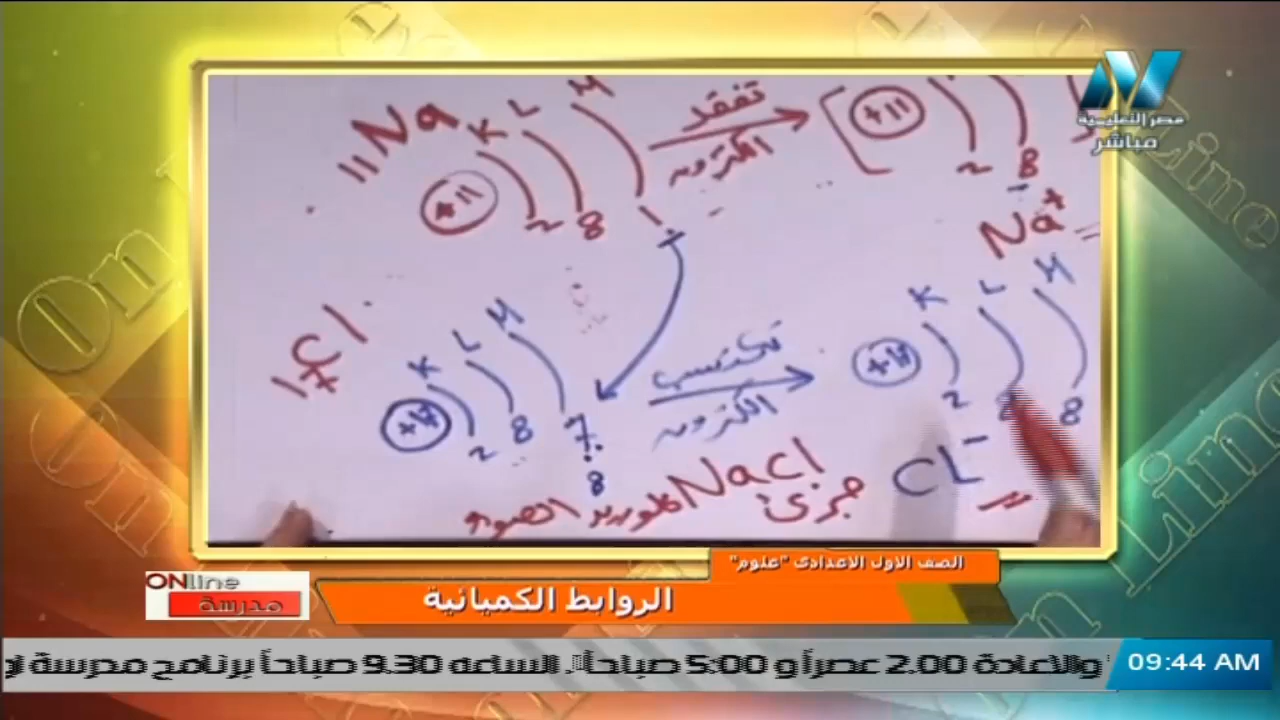 مصر التعليمية
مباشر
11Na
K L M
تفقد
الكترون
+11
2 8 1
+11
2 8
Na+
17Cl
K L M
+17
2 8 7
8
تكتسب
الكترون
K L M
+17
2 8 8
Cl-
جزئ NaCl كلوريد الصوديوم
الصف الاول الاعدادى "علوم"
ONline
مدرسة
الروابط الكميائية
والاعادة 2.00 عصراً و 5:00 صباحاً. الساعه 9.30 صباحاً برنامج مدرسة
09:44 AM
On Line